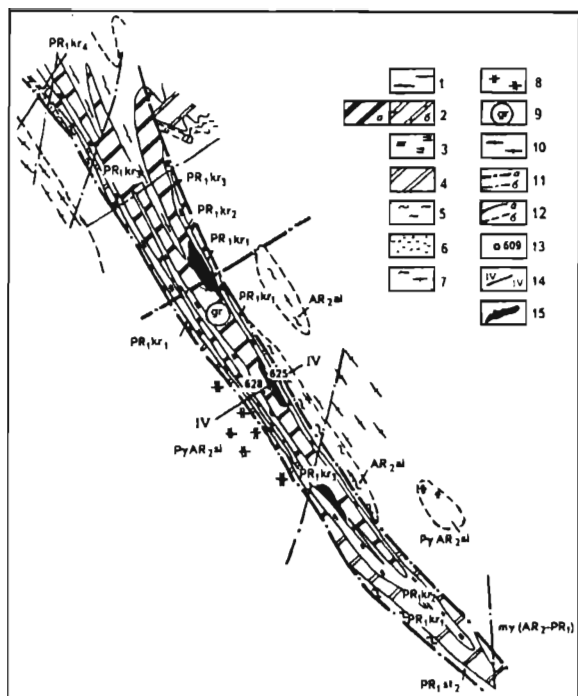 PR₁kr₄
PR₁kr₃
PR₁kr₃
PR₁kr₂
PR₁kr₁
gr
PR₁kr₁
AR₂al
PR₁kr₁
IV
625
628
IV
PγAR₂al
AR₂al
PR₁kr₃
PγAR₂al
PR₁kr₂
PR₁kr₁
mγ (AR₂-PR₁)
PR₁st₂
1
а б 2
3
4
5
6
7
8
gr 9
10
а б 11
а б 12
609 13
IV IV 14
15